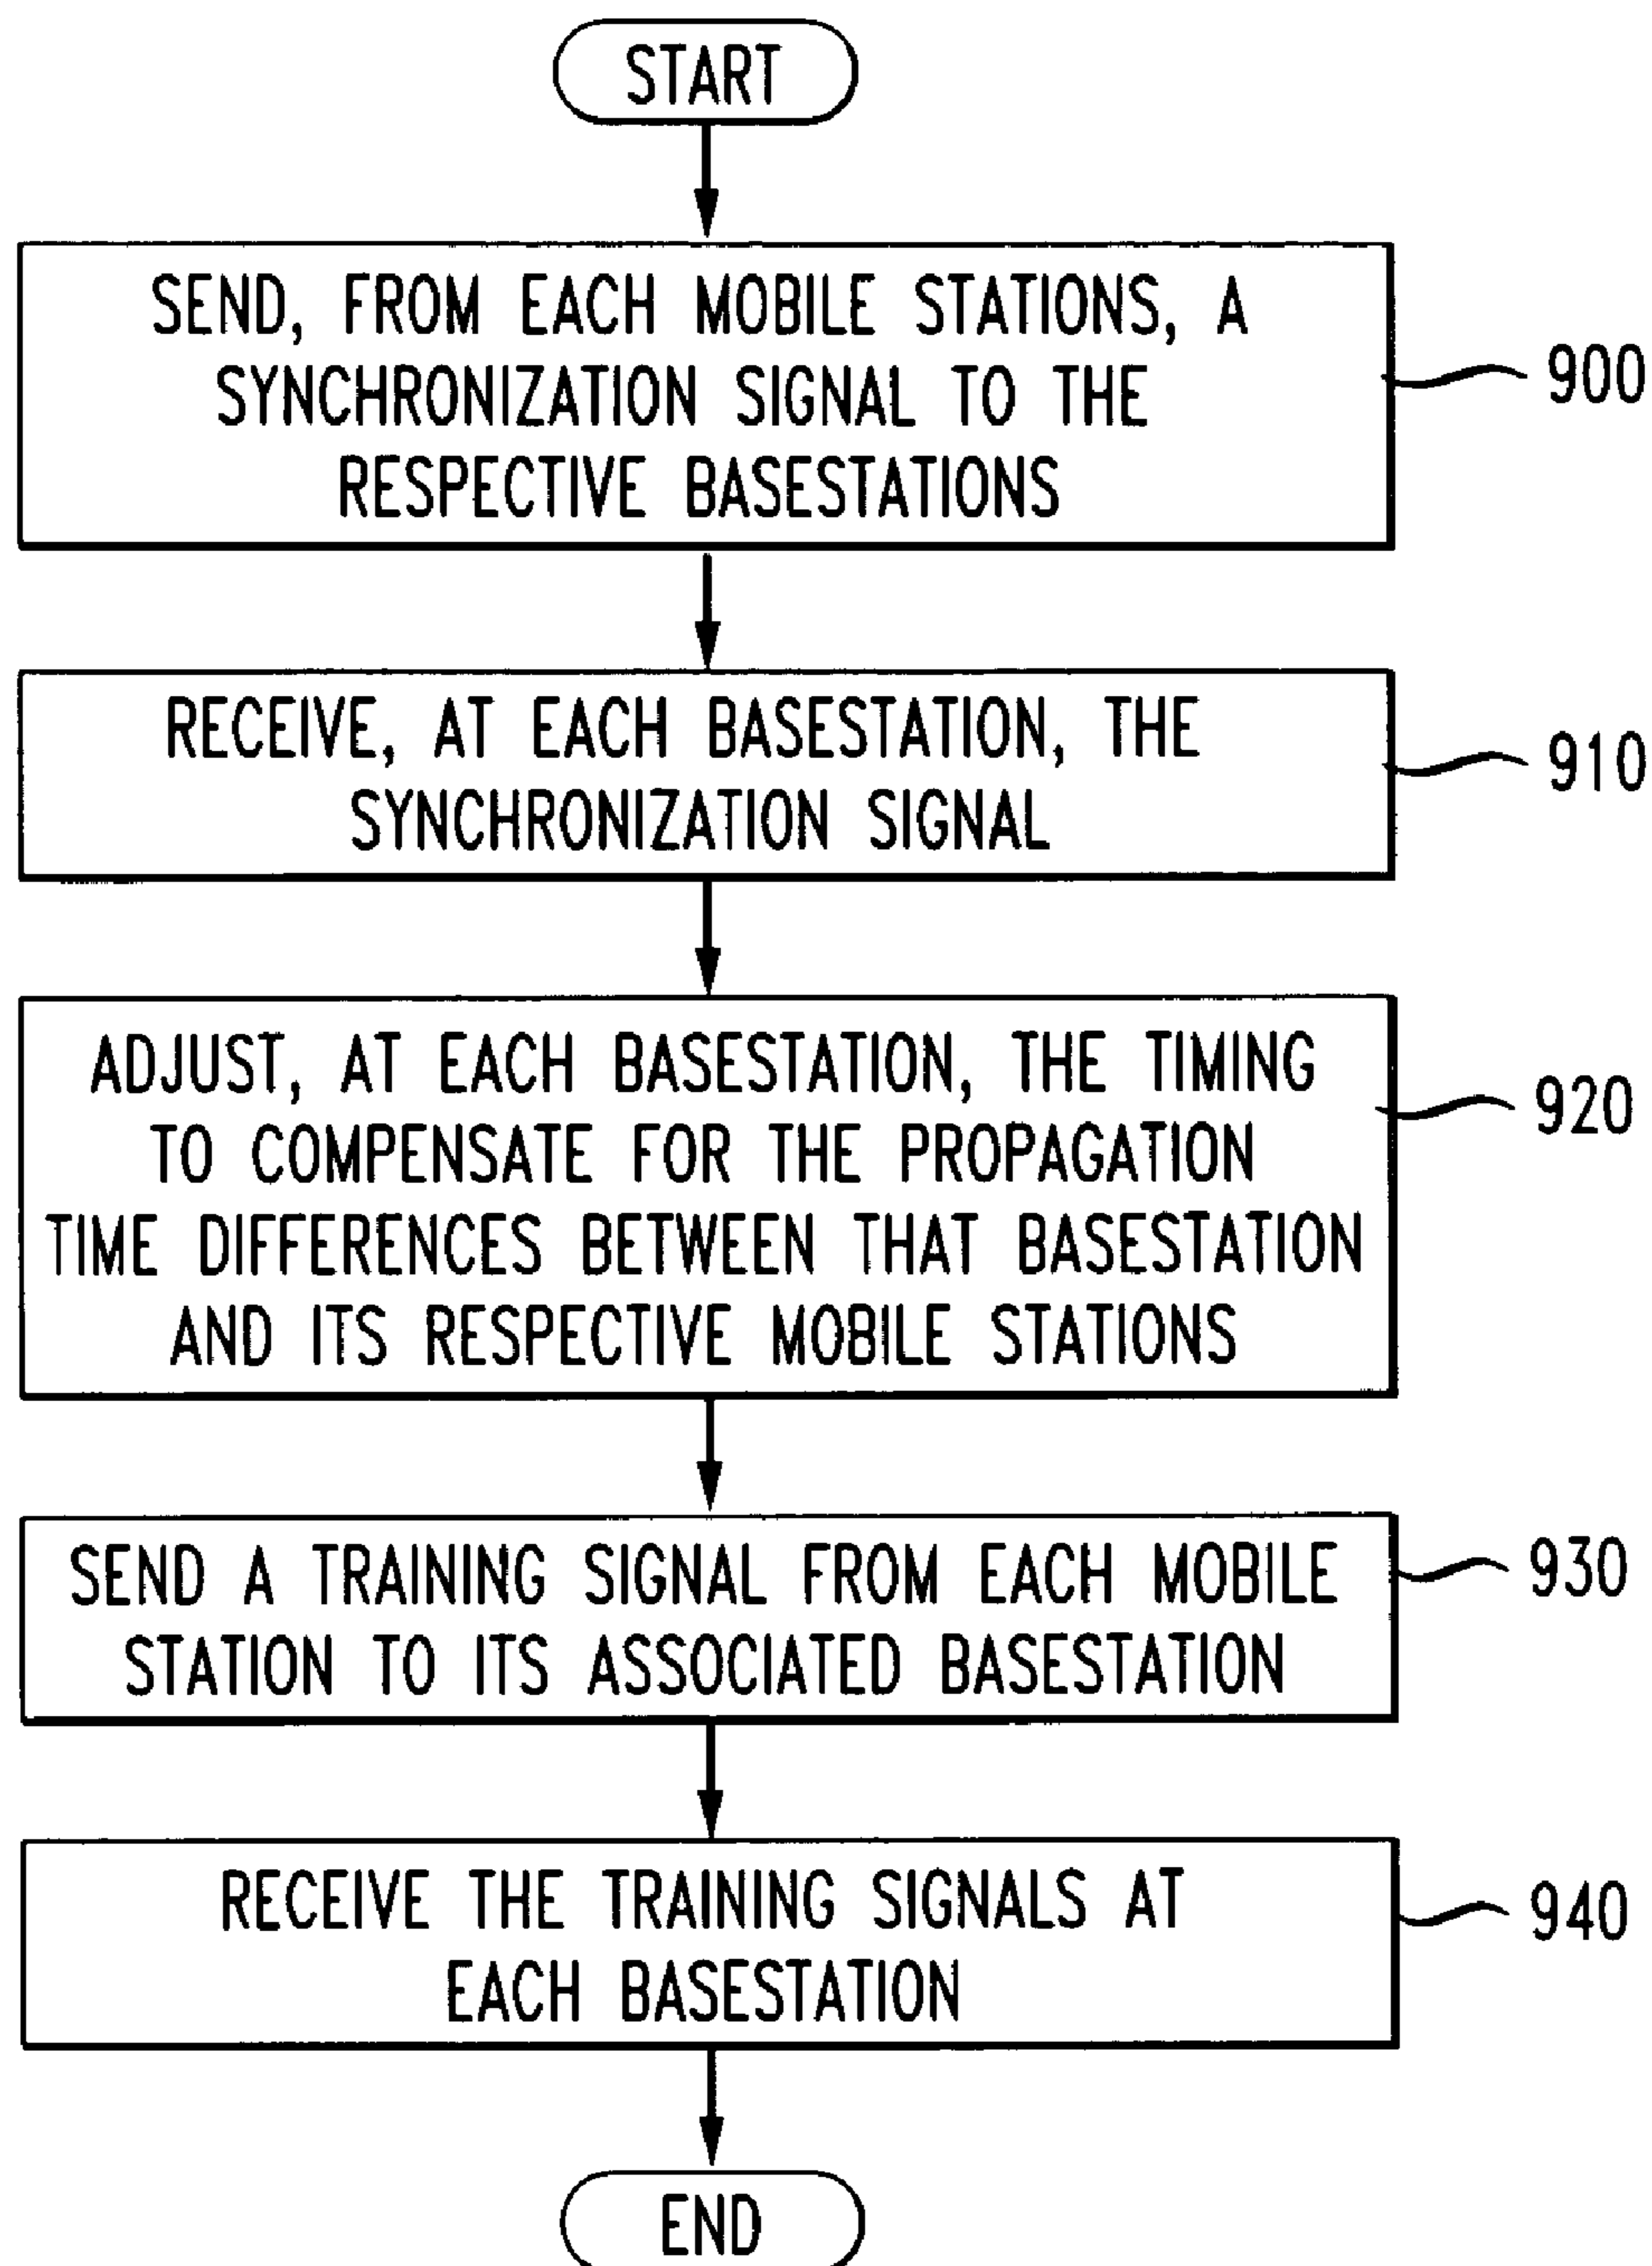 START
SEND, FROM EACH MOBILE STATIONS, A
SYNCHRONIZATION SIGNAL TO THE
RESPECTIVE BASESTATIONS
900
RECEIVE, AT EACH BASESTATION, THE
SYNCHRONIZATION SIGNAL
910
ADJUST, AT EACH BASESTATION, THE TIMING
TO COMPENSATE FOR THE PROPAGATION
TIME DIFFERENCES BETWEEN THAT BASESTATION
AND ITS RESPECTIVE MOBILE STATIONS
920
SEND A TRAINING SIGNAL FROM EACH MOBILE
STATION TO ITS ASSOCIATED BASESTATION
930
RECEIVE THE TRAINING SIGNALS AT
EACH BASESTATION
940
END